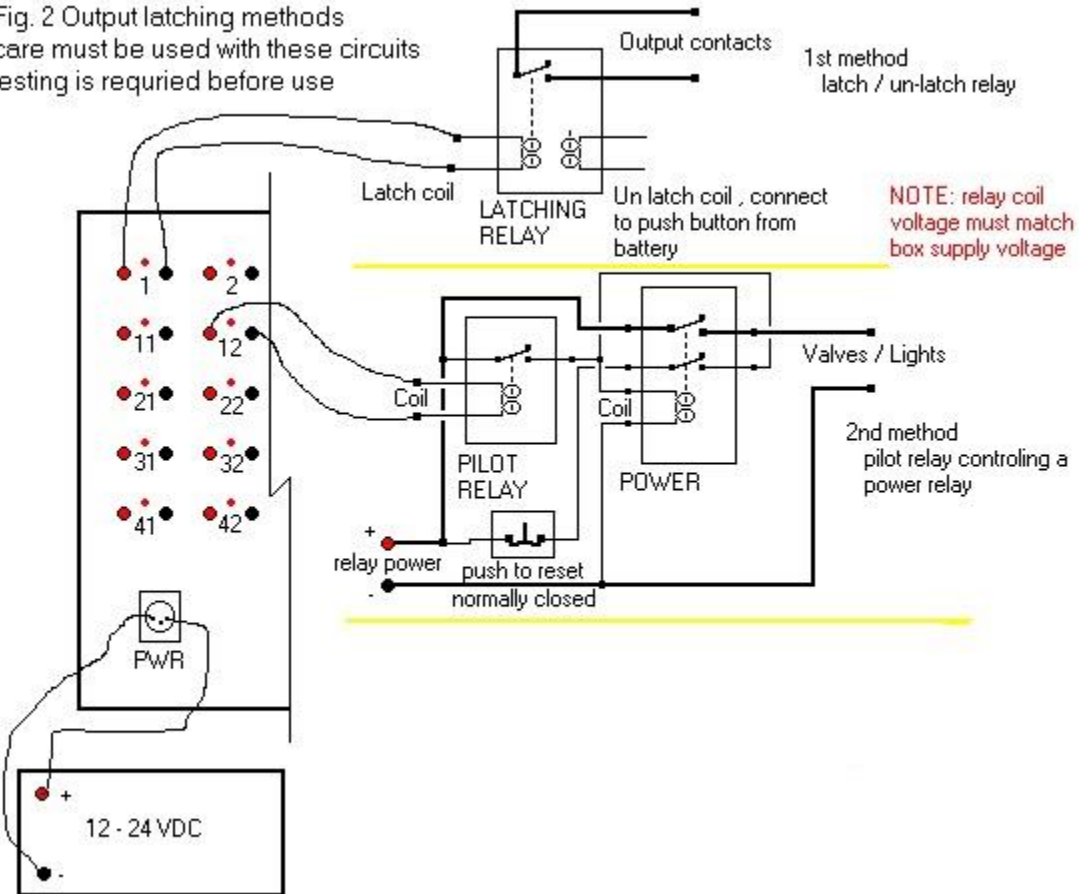 Fig. 2 Output latching methods
care must be used with these circuits
esting is requried before use
Output contacts
1st method
latch / un-latch relay
Latch coil
LATCHING
RELAY
Un latch coil , connect
to push button from
battery
NOTE: relay coil
voltage must match
box supply voltage
1
2
11
12
21
22
31
32
41
42
Coil
Coil
PILOT
RELAY
POWER
Valves / Lights
2nd method
pilot relay controling a
power relay
+
relay power
-
push to reset
normally closed
PWR
+
12 - 24 VDC
-